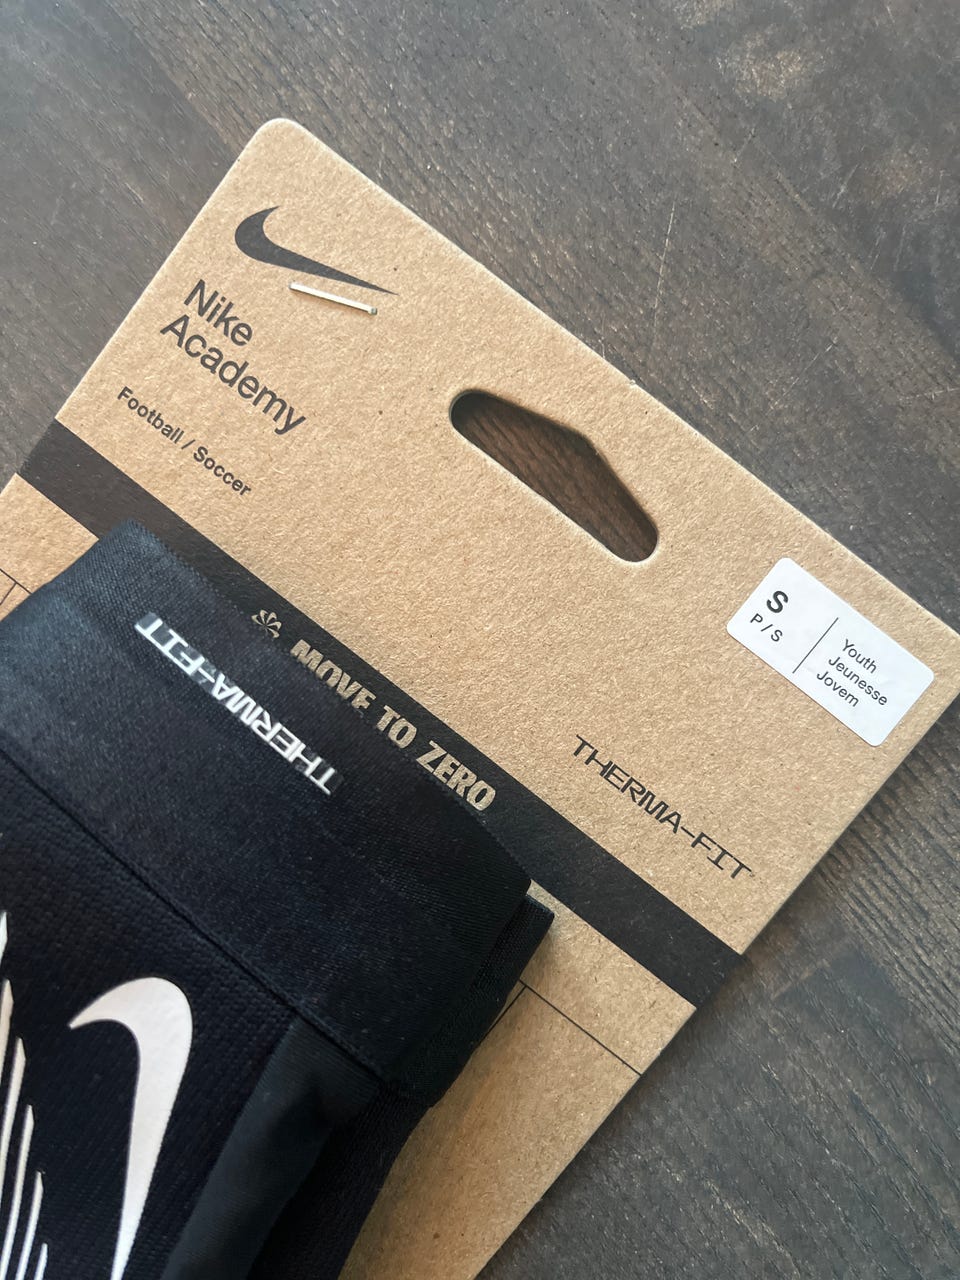 Nike
Academy
Football / Soccer
S
P / S
Youth
Jeunesse
Jovem
THERMA-FIT
MOVE TO ZERO
THERMA-FIT